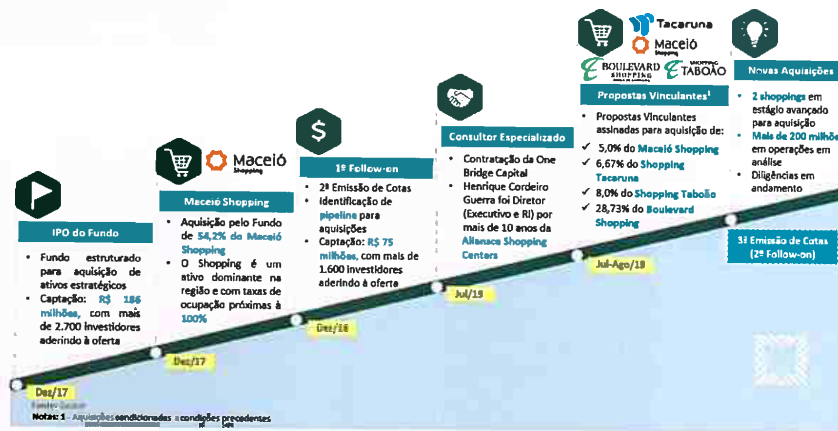 IPO do Fundo
• Fundo estruturado
para aquisição de
ativos estratégicos
• Captação: R$ 186
milhões, com mais
de 2.700 investidores
aderindo à oferta
Dez/17
Maceió
Shopping
Maceió Shopping
• Aquisição pelo Fundo
de 54,2% do Maceió
Shopping
• O Shopping é um
ativo dominante na
região e com taxas de
ocupação próximas à
100%
Dez/17
$
1º Follow-on
• 2ª Emissão de Cotas
• Identificação de
pipeline para
aquisições
• Captação: R$ 75
milhões, com mais de
1.600 investidores
aderindo à oferta
Consultor Especializado
• Contratação da One
Bridge Capital
• Henrique Cordeiro
Guerra foi Diretor
(Executivo e RI) por
mais de 10 anos da
Alianace Shopping
Centers
Jul/19
Tacaruna
Maceió
Shopping
BOULEVARD
SHOPPING
SHOPPING
TABOÃO
Propostas Vinculantes¹
• Propostas Vinculantes
assinadas para aquisição de:
✓ 5,0% do Maceió Shopping
✓ 6,67% do Shopping
Tacaruna
✓ 8,0% do Shopping Taboão
✓ 28,73% do Boulevard
Shopping
Novas Aquisições
• 2 shoppings em
estágio avançado
para aquisição
• Mais de 200 milhões
em operações em
análise
• Diligências em
andamento
3ª Emissão de Cotas
(2º Follow-on)
Notas: 1 - Aquisições condicionadas a condições precedentes